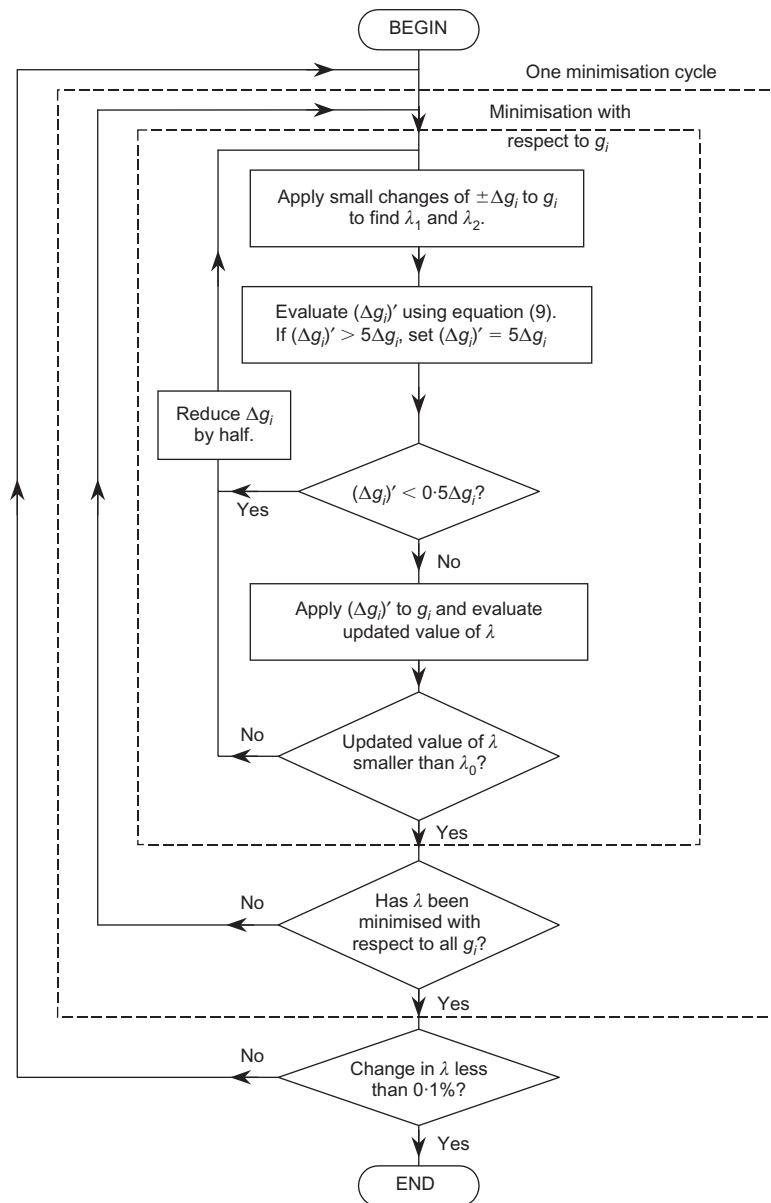 BEGIN
One minimisation cycle
Minimisation with
respect to gᵢ
Apply small changes of ±Δgᵢ to gᵢ
to find λ₁ and λ₂.
Evaluate (Δgᵢ)′ using equation (9).
If (Δgᵢ)′ > 5Δgᵢ, set (Δgᵢ)′ = 5Δgᵢ
Reduce Δgᵢ
by half.
(Δgᵢ)′ < 0·5Δgᵢ?
Yes
No
Apply (Δgᵢ)′ to gᵢ and evaluate
updated value of λ
No
Updated value of λ
smaller than λ₀?
Yes
No
Has λ been
minimised with
respect to all gᵢ?
Yes
No
Change in λ less
than 0·1%?
Yes
END